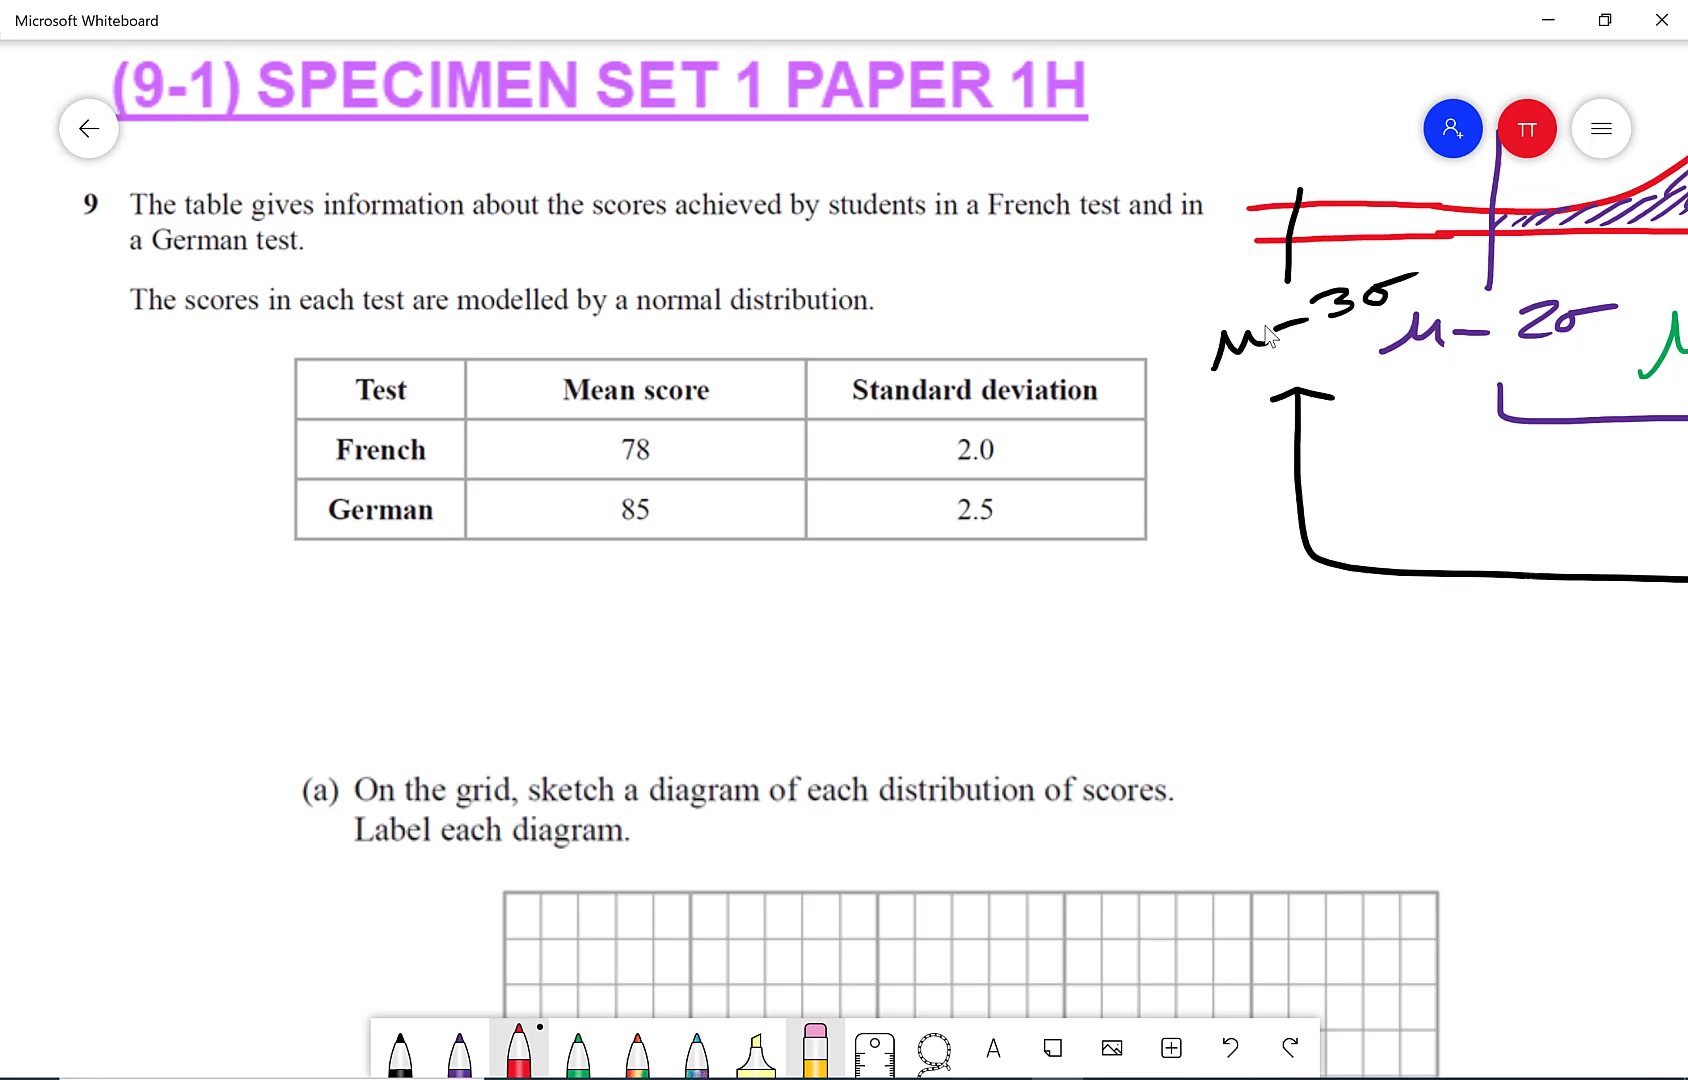 Microsoft Whiteboard
(9-1) SPECIMEN SET 1 PAPER 1H
TT
9 The table gives information about the scores achieved by students in a French test and in
a German test.
The scores in each test are modelled by a normal distribution.
μ - 3σ
μ - 2σ
μ
Test Mean score Standard deviation
French 78 2.0
German 85 2.5
(a) On the grid, sketch a diagram of each distribution of scores.
Label each diagram.
A